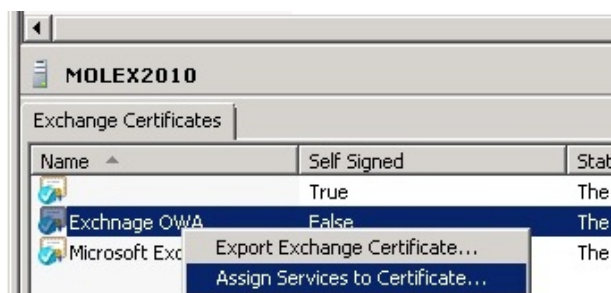 MOLEX2010
Exchange Certificates
Name Self Signed Stat
True The
Exchnage OWA False The
Microsoft Exc The
Export Exchange Certificate...
Assign Services to Certificate...